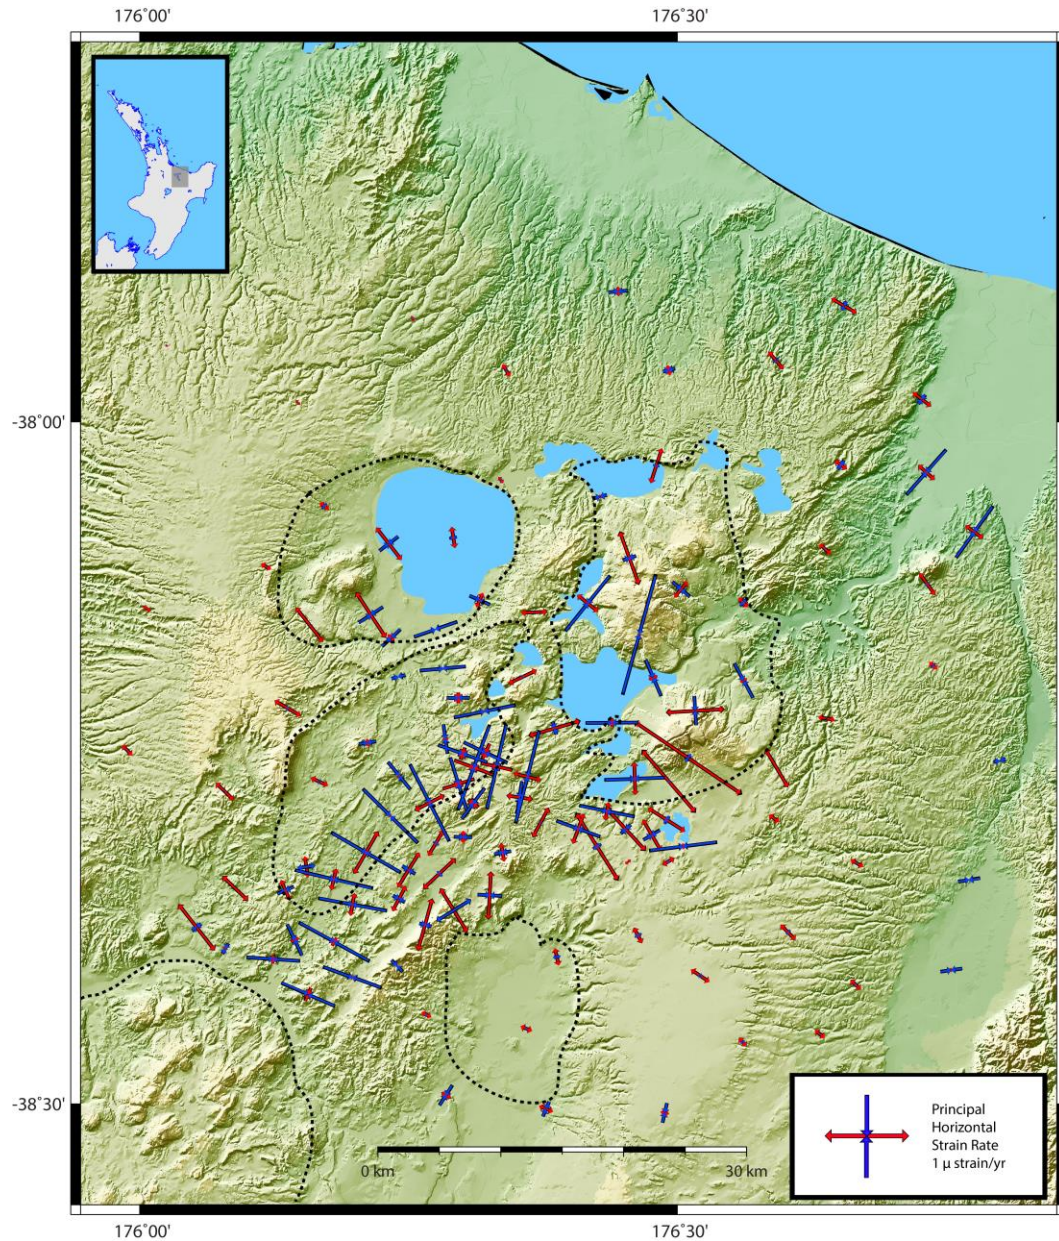 176°00' 176°30'
-38°00'
-38°30'
Principal
Horizontal
Strain Rate
1 µ strain/yr
0 km 30 km
176°00' 176°30'